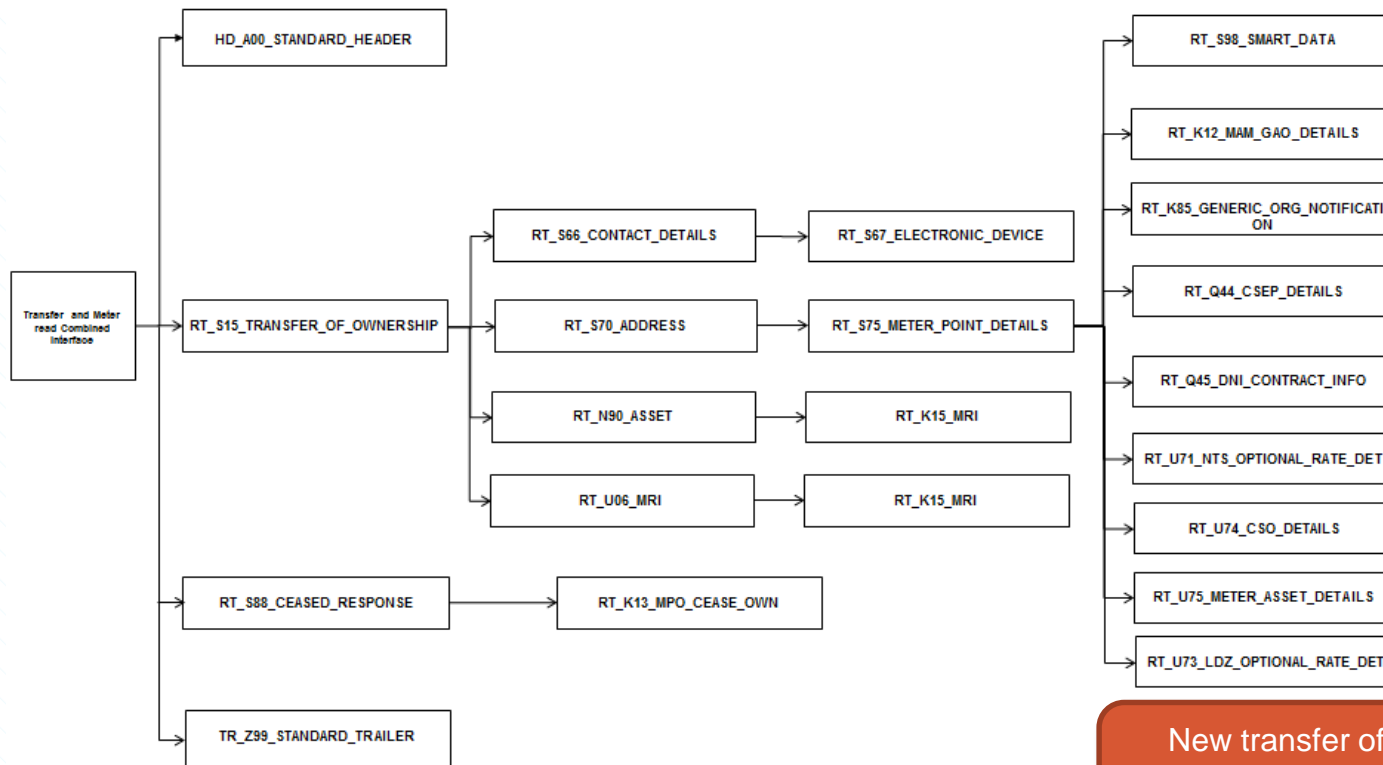 HD_A00_STANDARD_HEADER
RT_S98_SMART_DATA
RT_K12_MAM_GAO_DETAILS
RT_K85_GENERIC_ORG_NOTIFICATI
ON
RT_S66_CONTACT_DETAILS
RT_S67_ELECTRONIC_DEVICE
RT_Q44_CSEP_DETAILS
Transfer and Meter
read Combined
Interface
RT_S15_TRANSFER_OF_OWNERSHIP
RT_S70_ADDRESS
RT_S75_METER_POINT_DETAILS
RT_Q45_DNI_CONTRACT_INFO
RT_N90_ASSET
RT_K15_MRI
RT_U71_NTS_OPTIONAL_RATE_DET
RT_U06_MRI
RT_K15_MRI
RT_U74_CSO_DETAILS
RT_S88_CEASED_RESPONSE
RT_K13_MPO_CEASE_OWN
RT_U75_METER_ASSET_DETAILS
RT_U73_LDZ_OPTIONAL_RATE_DET
TR_Z99_STANDARD_TRAILER
New transfer of